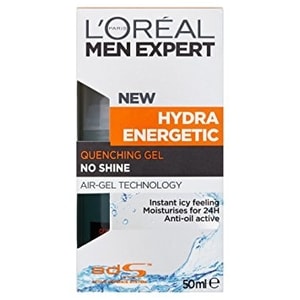 L'ORÉAL
PARIS
MEN EXPERT
NEW
HYDRA
ENERGETIC
QUENCHING GEL
NO SHINE
AIR-GEL TECHNOLOGY
Instant icy feeling
Moisturises for 24H
Anti-oil active
50ml e